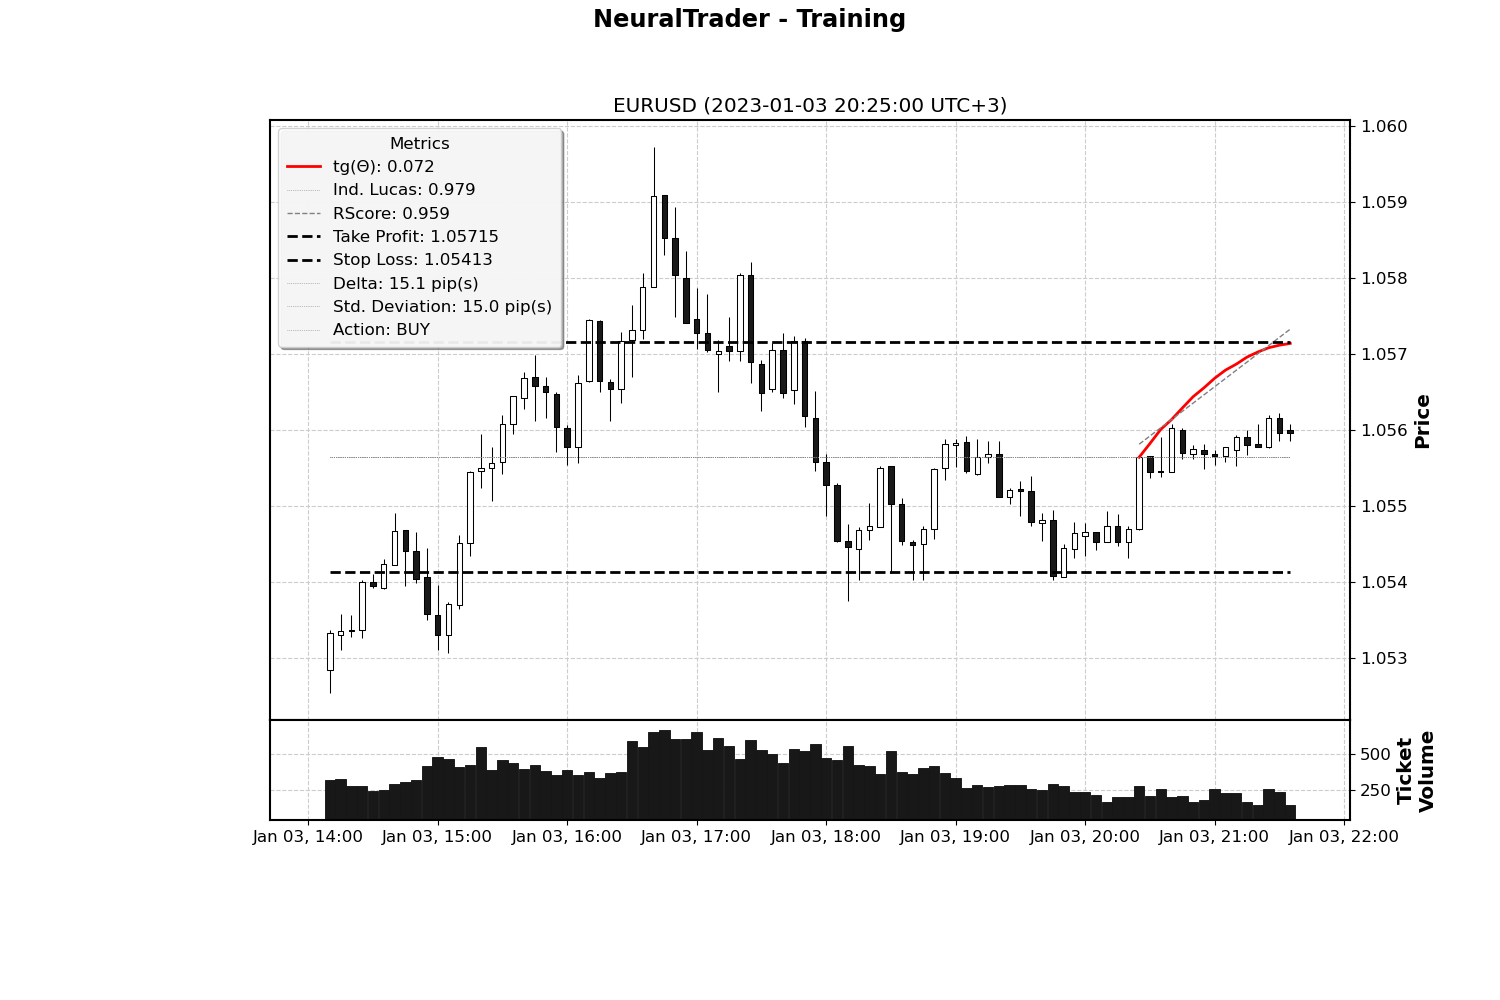 NeuralTrader - Training
EURUSD (2023-01-03 20:25:00 UTC+3)
Metrics
tg(Θ): 0.072
Ind. Lucas: 0.979
RScore: 0.959
Take Profit: 1.05715
Stop Loss: 1.05413
Delta: 15.1 pip(s)
Std. Deviation: 15.0 pip(s)
Action: BUY
1.060
1.059
1.058
1.057
1.056
1.055
1.054
1.053
Price
500
250
Ticket
Volume
Jan 03, 14:00
Jan 03, 15:00
Jan 03, 16:00
Jan 03, 17:00
Jan 03, 18:00
Jan 03, 19:00
Jan 03, 20:00
Jan 03, 21:00
Jan 03, 22:00